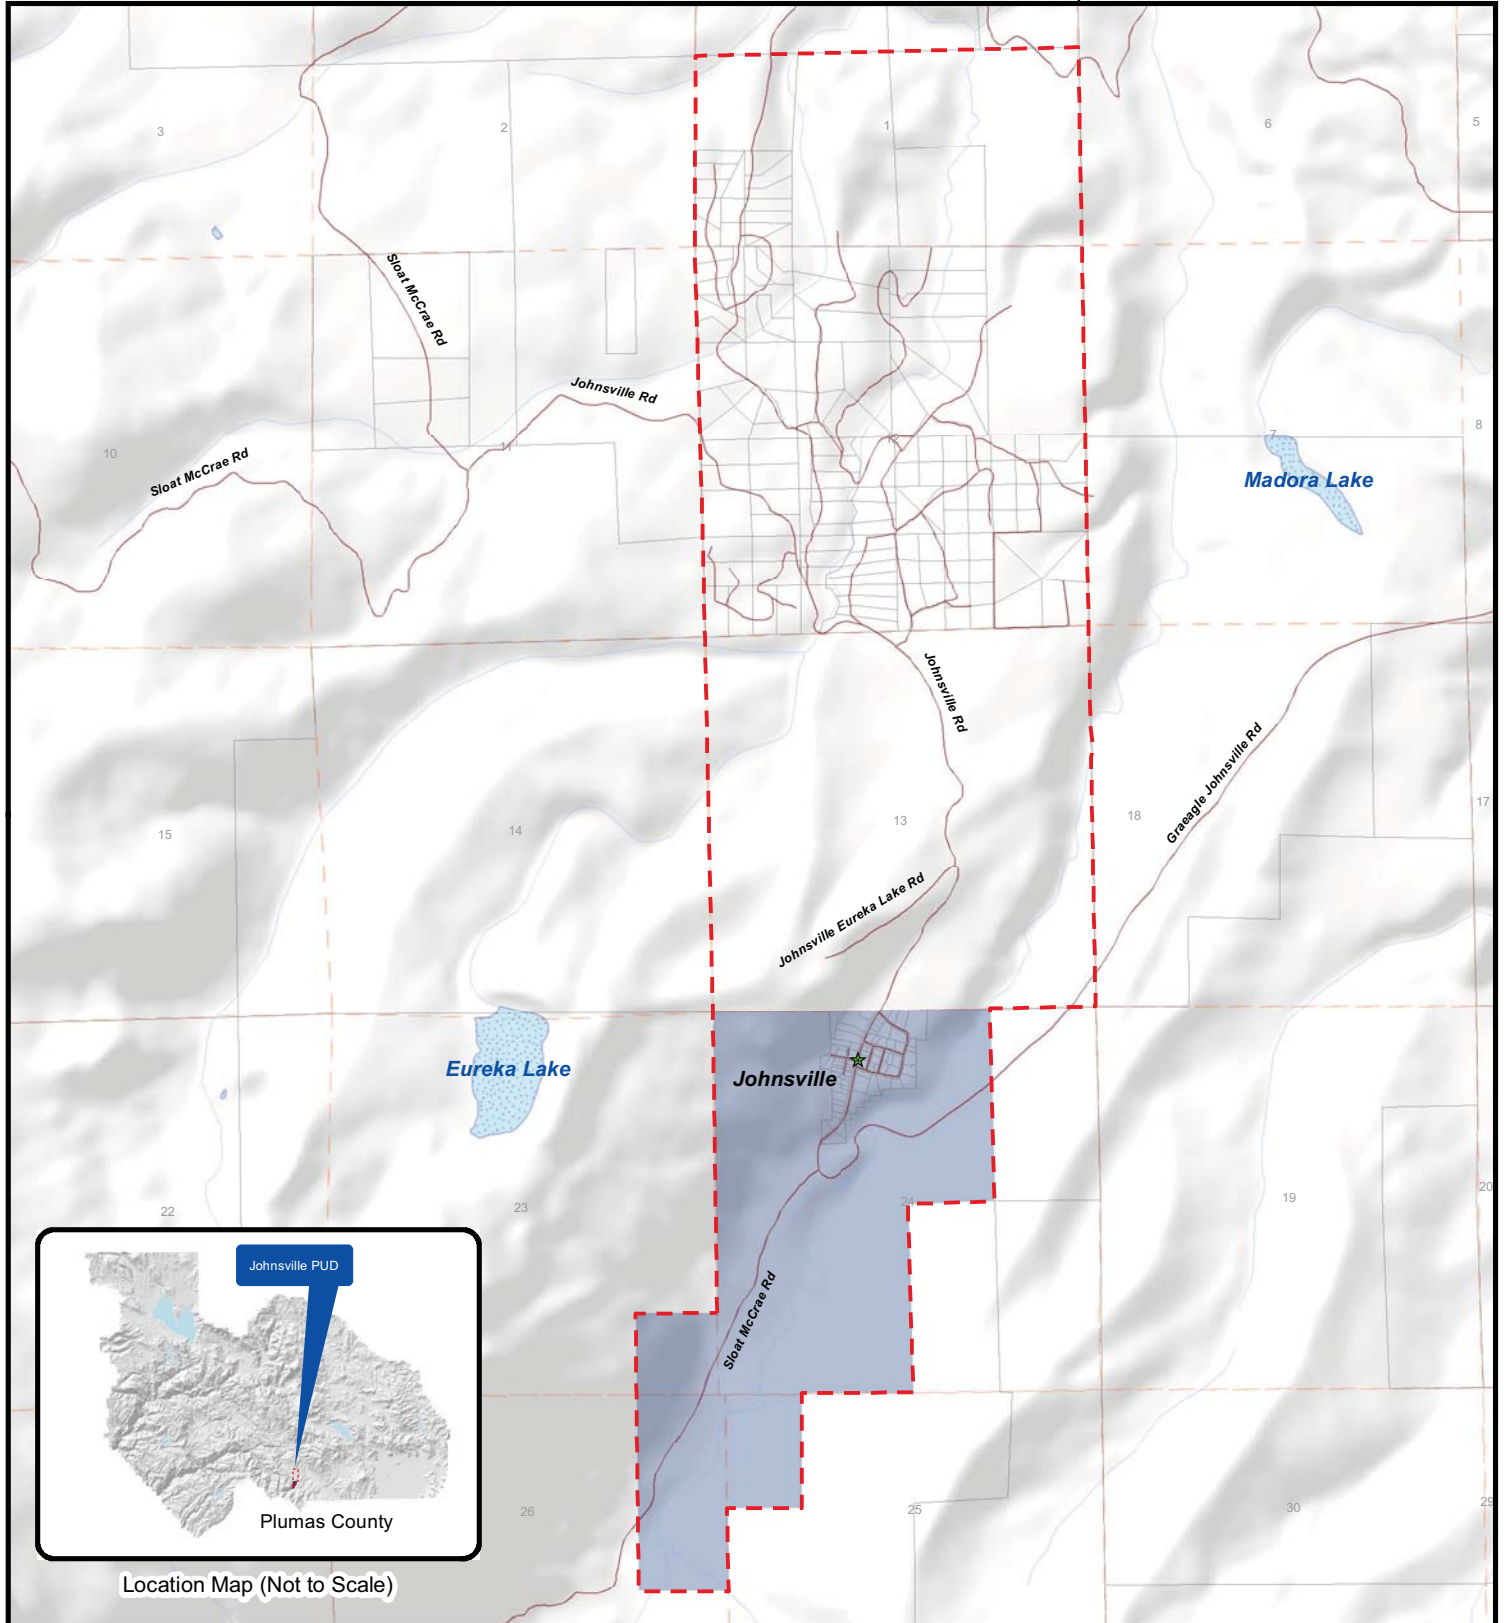 3
2
1
6
5
Sloat McCrae Rd
Johnsville Rd
10
Sloat McCrae Rd
11
12
7
8
Madora Lake
Johnsville Rd
Graeagle Johnsville Rd
15
14
13
18
17
Johnsville Eureka Lake Rd
Eureka Lake
Johnsville
22
23
24
19
20
Johnsville PUD
Sloat McCrae Rd
Plumas County
26
25
30
29
Location Map (Not to Scale)